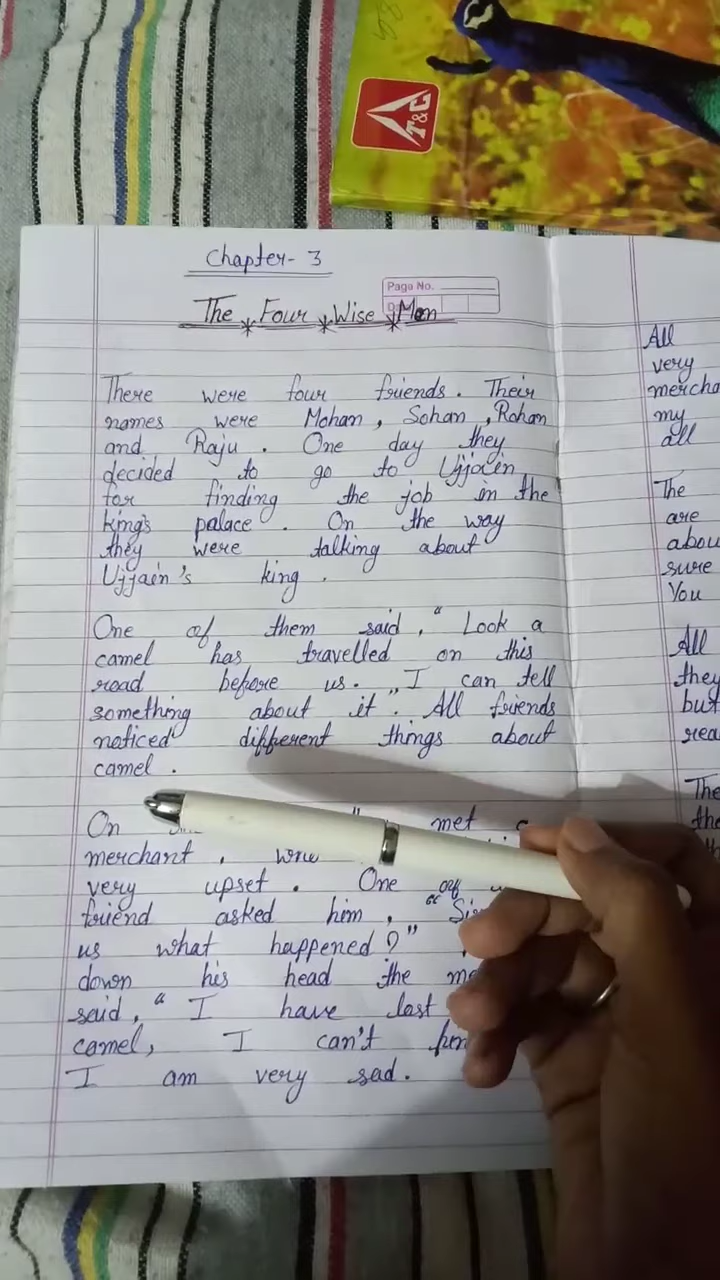 T&G
Chapter- 3
Page No.
The Four Wise Men
There were four friends. Their
names were Mohan, Sohan, Rohan
and Raju. One day they
decided to go to Ujjain
for finding the job in the
king's palace. On the way
they were talking about
Ujjain's king.
One of them said, "Look a
camel has travelled on this
road before us. "I can tell
something about it". All friends
noticed different things about
camel.
On met
merchant,
very upset. One of
friend asked him, "
us what happened?"
down his head the
said, "I have lost
camel, I can't
I am very sad.
All
very
my
all
The
are
sure
You
All
they
but
The
the